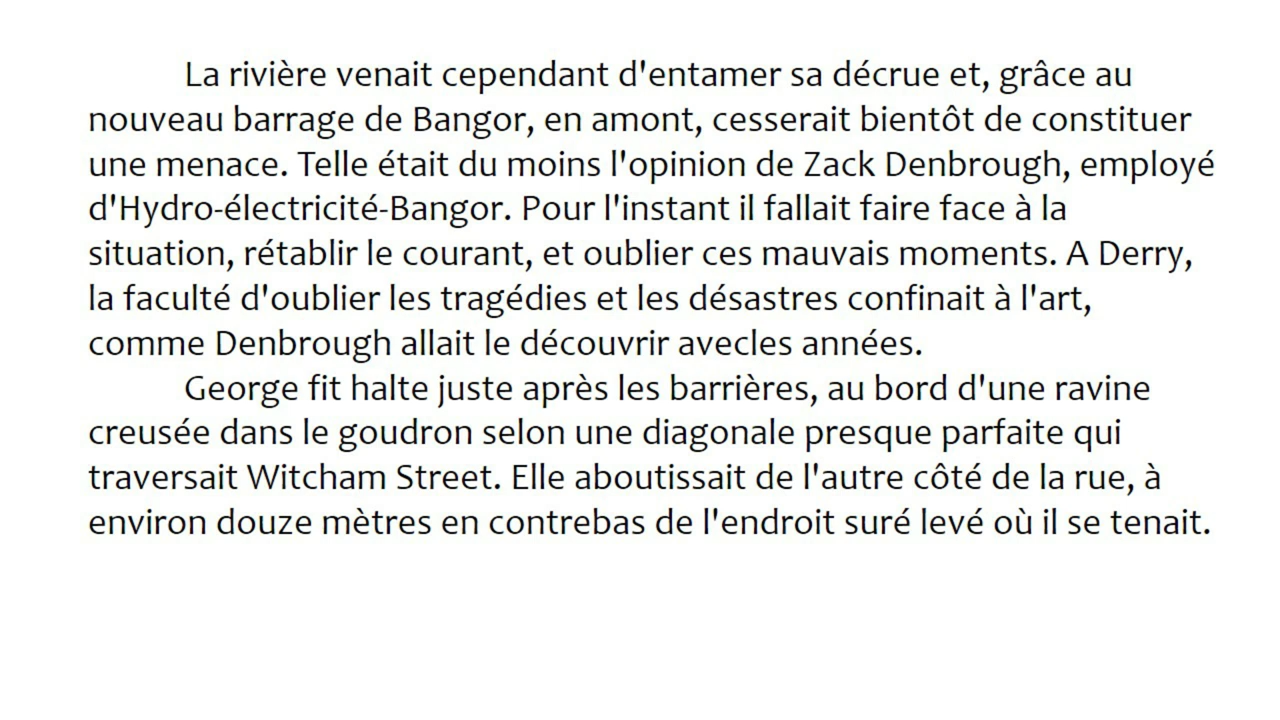 La rivière venait cependant d'entamer sa décrue et, grâce au
nouveau barrage de Bangor, en amont, cesserait bientôt de constituer
une menace. Telle était du moins l'opinion de Zack Denbrough, employé
d'Hydro-électricité-Bangor. Pour l'instant il fallait faire face à la
situation, rétablir le courant, et oublier ces mauvais moments. A Derry,
la faculté d'oublier les tragédies et les désastres confinait à l'art,
comme Denbrough allait le découvrir avecles années.
George fit halte juste après les barrières, au bord d'une ravine
creusée dans le goudron selon une diagonale presque parfaite qui
traversait Witcham Street. Elle aboutissait de l'autre côté de la rue, à
environ douze mètres en contrebas de l'endroit suré levé où il se tenait.